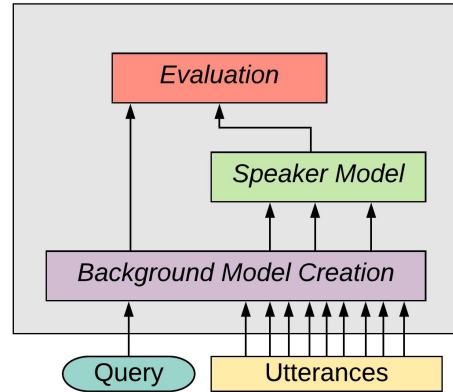 Evaluation
Speaker Model
Background Model Creation
Query
Utterances